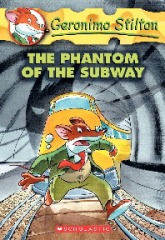 Geronimo Stilton
THE PHANTOM
OF THE SUBWAY
SCHOLASTIC